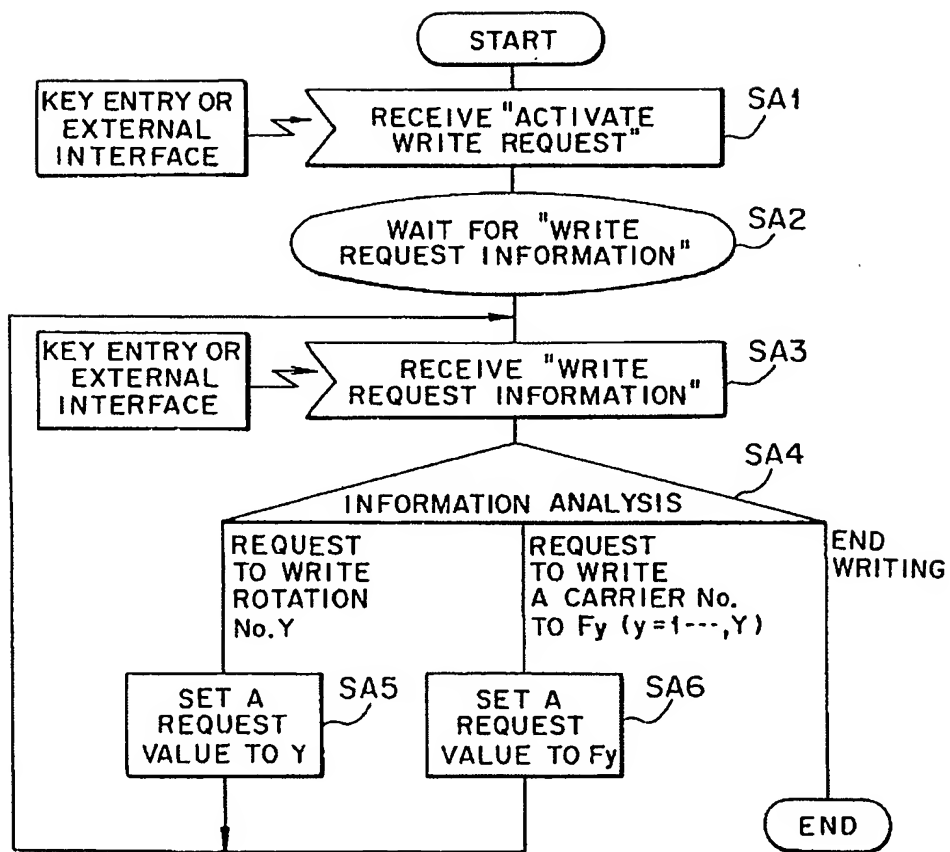 START
KEY ENTRY OR
EXTERNAL
INTERFACE
RECEIVE "ACTIVATE
WRITE REQUEST"
SA1
WAIT FOR "WRITE
REQUEST INFORMATION"
SA2
KEY ENTRY OR
EXTERNAL
INTERFACE
RECEIVE "WRITE
REQUEST INFORMATION"
SA3
SA4
INFORMATION ANALYSIS
REQUEST
TO WRITE
ROTATION
No.Y
REQUEST
TO WRITE
A CARRIER No.
TO Fy (y=1---,Y)
END
WRITING
SET A
REQUEST
VALUE TO Y
SA5
SET A
REQUEST
VALUE TO Fy
SA6
END